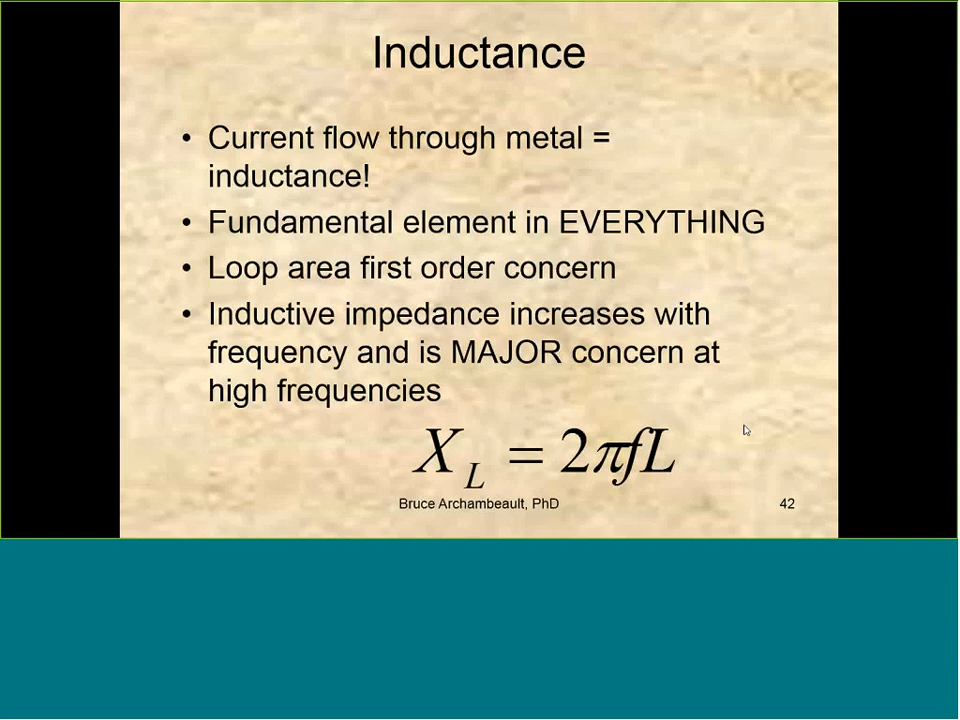 Inductance
• Current flow through metal =
inductance!
• Fundamental element in EVERYTHING
• Loop area first order concern
• Inductive impedance increases with
frequency and is MAJOR concern at
high frequencies
X_L = 2πfL
Bruce Archambeault, PhD
42